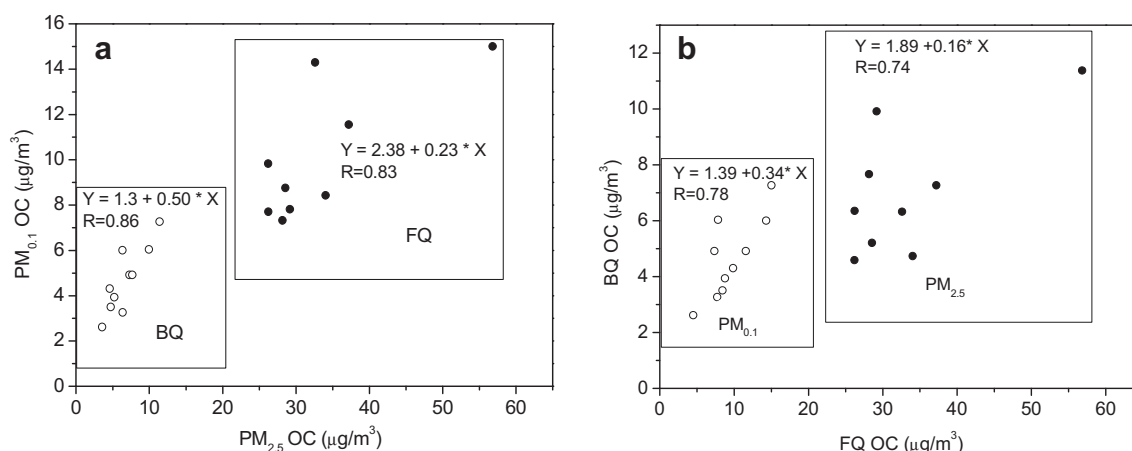 a
Y = 2.38 + 0.23 * X
R=0.83
Y = 1.3 + 0.50 * X
R=0.86
FQ
BQ
16
14
12
10
8
6
4
2
0
0 10 20 30 40 50 60
PM0.1 OC (μg/m³)
PM2.5 OC (μg/m³)
b
Y = 1.89 +0.16* X
R=0.74
Y = 1.39 +0.34* X
R=0.78
PM2.5
PM0.1
12
10
8
6
4
2
0
0 10 20 30 40 50 60
BQ OC (μg/m³)
FQ OC (μg/m³)